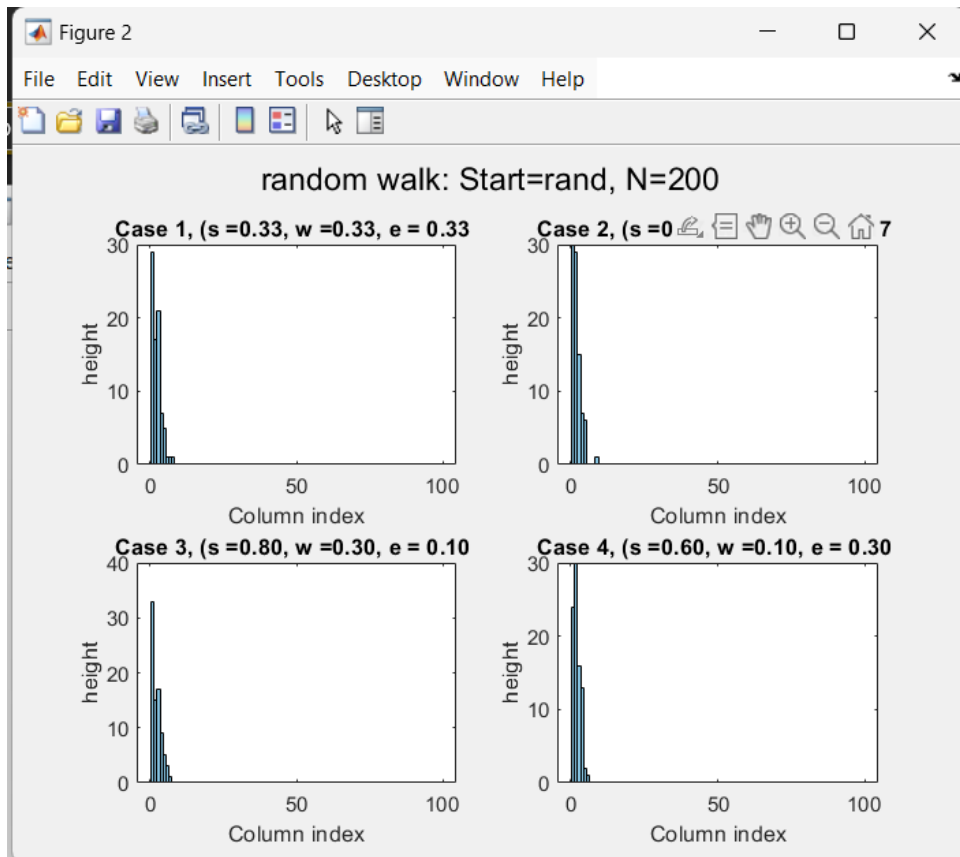 Figure 2
File Edit View Insert Tools Desktop Window Help
random walk: Start=rand, N=200
Case 1, (s =0.33, w =0.33, e = 0.33
30
20
10
0
height
0 50 100
Column index
Case 2, (s =0 7
30
20
10
0
height
0 50 100
Column index
Case 3, (s =0.80, w =0.30, e = 0.10
40
30
20
10
0
height
0 50 100
Column index
Case 4, (s =0.60, w =0.10, e = 0.30
30
20
10
0
height
0 50 100
Column index